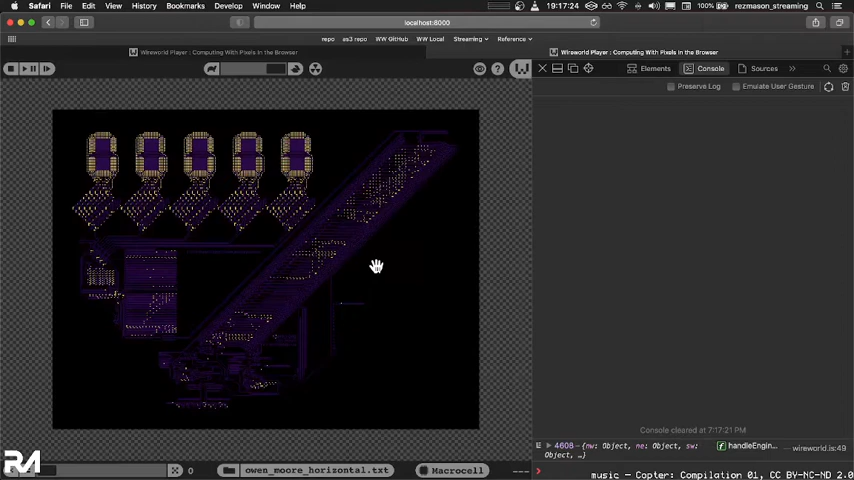 Safari File Edit View History Bookmarks Develop Window Help 100% 19:17:24 rezmason_streaming
localhost:8000
repo as3 repo WW GitHub WW Local Streaming Reference
Wireworld Player : Computing With Pixels in the Browser
Wireworld Player : Computing With Pixels in the Browser
Elements Console Sources
Preserve Log Emulate User Gesture
Console cleared at 7:17:21 PM
4608 – {nw: Object, ne: Object, sw: Object, …}
handleEngin… wireworld.js:49
0 owen_moore_horizontal.txt Macrocell
music – Copter: Compilation 01, CC BY-NC-ND 2.0